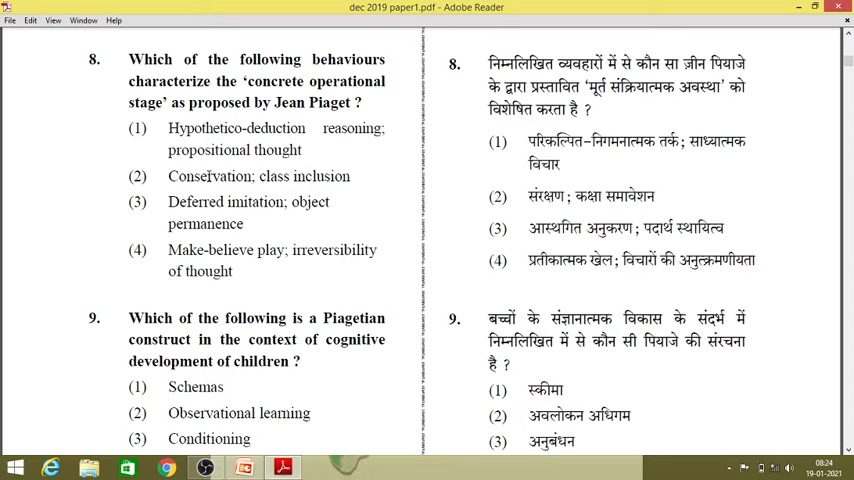 dec 2019 paper1.pdf - Adobe Reader
File Edit View Window Help
8. Which of the following behaviours
characterize the ‘concrete operational
stage’ as proposed by Jean Piaget ?
(1) Hypothetico-deduction reasoning;
propositional thought
(2) Conservation; class inclusion
(3) Deferred imitation; object
permanence
(4) Make-believe play; irreversibility
of thought
9. Which of the following is a Piagetian
construct in the context of cognitive
development of children ?
(1) Schemas
(2) Observational learning
(3) Conditioning
8. निम्नलिखित व्यवहारों में से कौन सा ज़ीन पियाजे
के द्वारा प्रस्तावित ‘मूर्त संक्रियात्मक अवस्था’ को
विशेषित करता है ?
(1) परिकल्पित-निगमनात्मक तर्क; साध्यात्मक
विचार
(2) संरक्षण; कक्षा समावेशन
(3) आस्थगित अनुकरण; पदार्थ स्थायित्व
(4) प्रतीकात्मक खेल; विचारों की अनुत्क्रमणीयता
9. बच्चों के संज्ञानात्मक विकास के संदर्भ में
निम्नलिखित में से कौन सी पियाजे की संरचना
है ?
(1) स्कीमा
(2) अवलोकन अधिगम
(3) अनुबंधन
08:24
19-01-2021